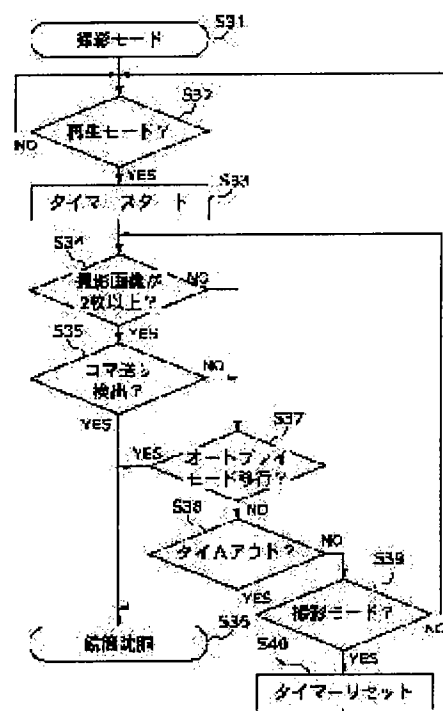 S31
撮影モード
S32
再生モード?
NO
YES
S33
タイマースタート
S34
撮影画像が
2枚以上?
NO
YES
S35
コマ送り
検出?
NO
YES
S37
オートプレイ
モード移行?
YES
NO
S38
タイムアウト?
NO
YES
S39
撮影モード?
NO
YES
S36
S40
タイマーリセット